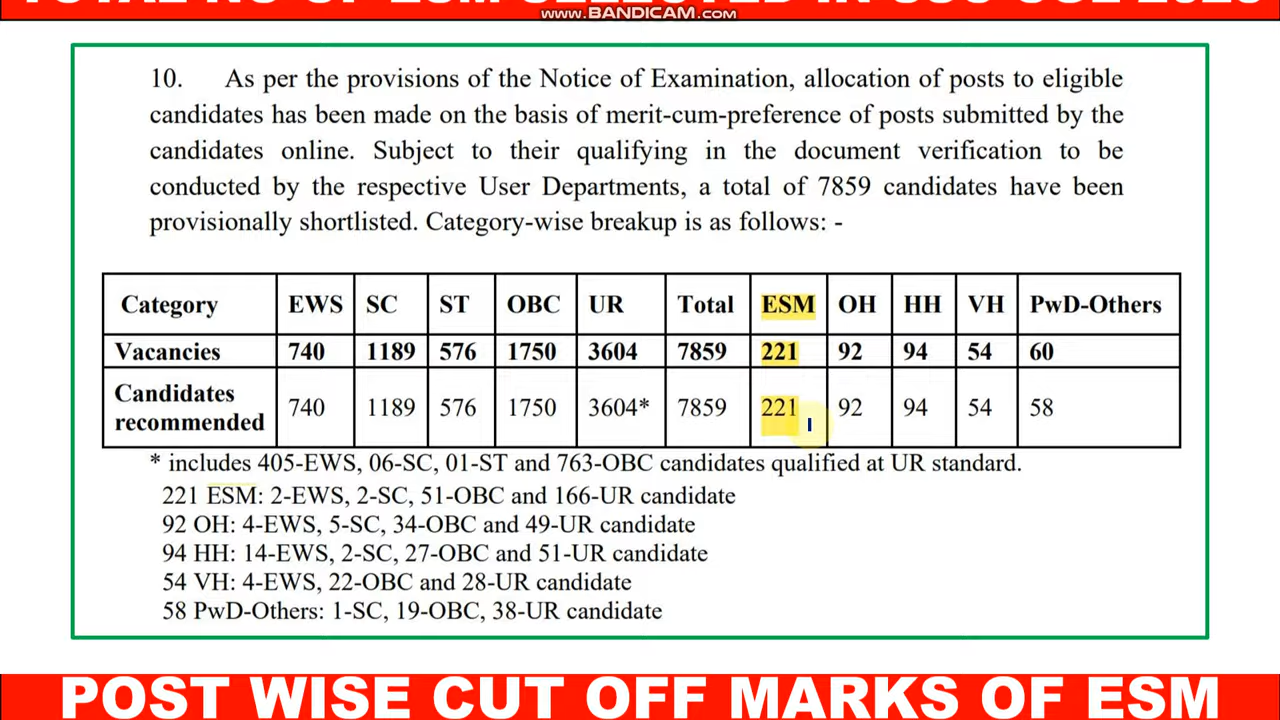 TOTAL NO OF ESM SELECTED IN SSC CGL
www.BANDICAM.com
10. As per the provisions of the Notice of Examination, allocation of posts to eligible
candidates has been made on the basis of merit-cum-preference of posts submitted by the
candidates online. Subject to their qualifying in the document verification to be
conducted by the respective User Departments, a total of 7859 candidates have been
provisionally shortlisted. Category-wise breakup is as follows: -
Category EWS SC ST OBC UR Total ESM OH HH VH PwD-Others
Vacancies 740 1189 576 1750 3604 7859 221 92 94 54 60
Candidates recommended 740 1189 576 1750 3604* 7859 221 92 94 54 58
* includes 405-EWS, 06-SC, 01-ST and 763-OBC candidates qualified at UR standard.
221 ESM: 2-EWS, 2-SC, 51-OBC and 166-UR candidate
92 OH: 4-EWS, 5-SC, 34-OBC and 49-UR candidate
94 HH: 14-EWS, 2-SC, 27-OBC and 51-UR candidate
54 VH: 4-EWS, 22-OBC and 28-UR candidate
58 PwD-Others: 1-SC, 19-OBC, 38-UR candidate
POST WISE CUT OFF MARKS OF ESM